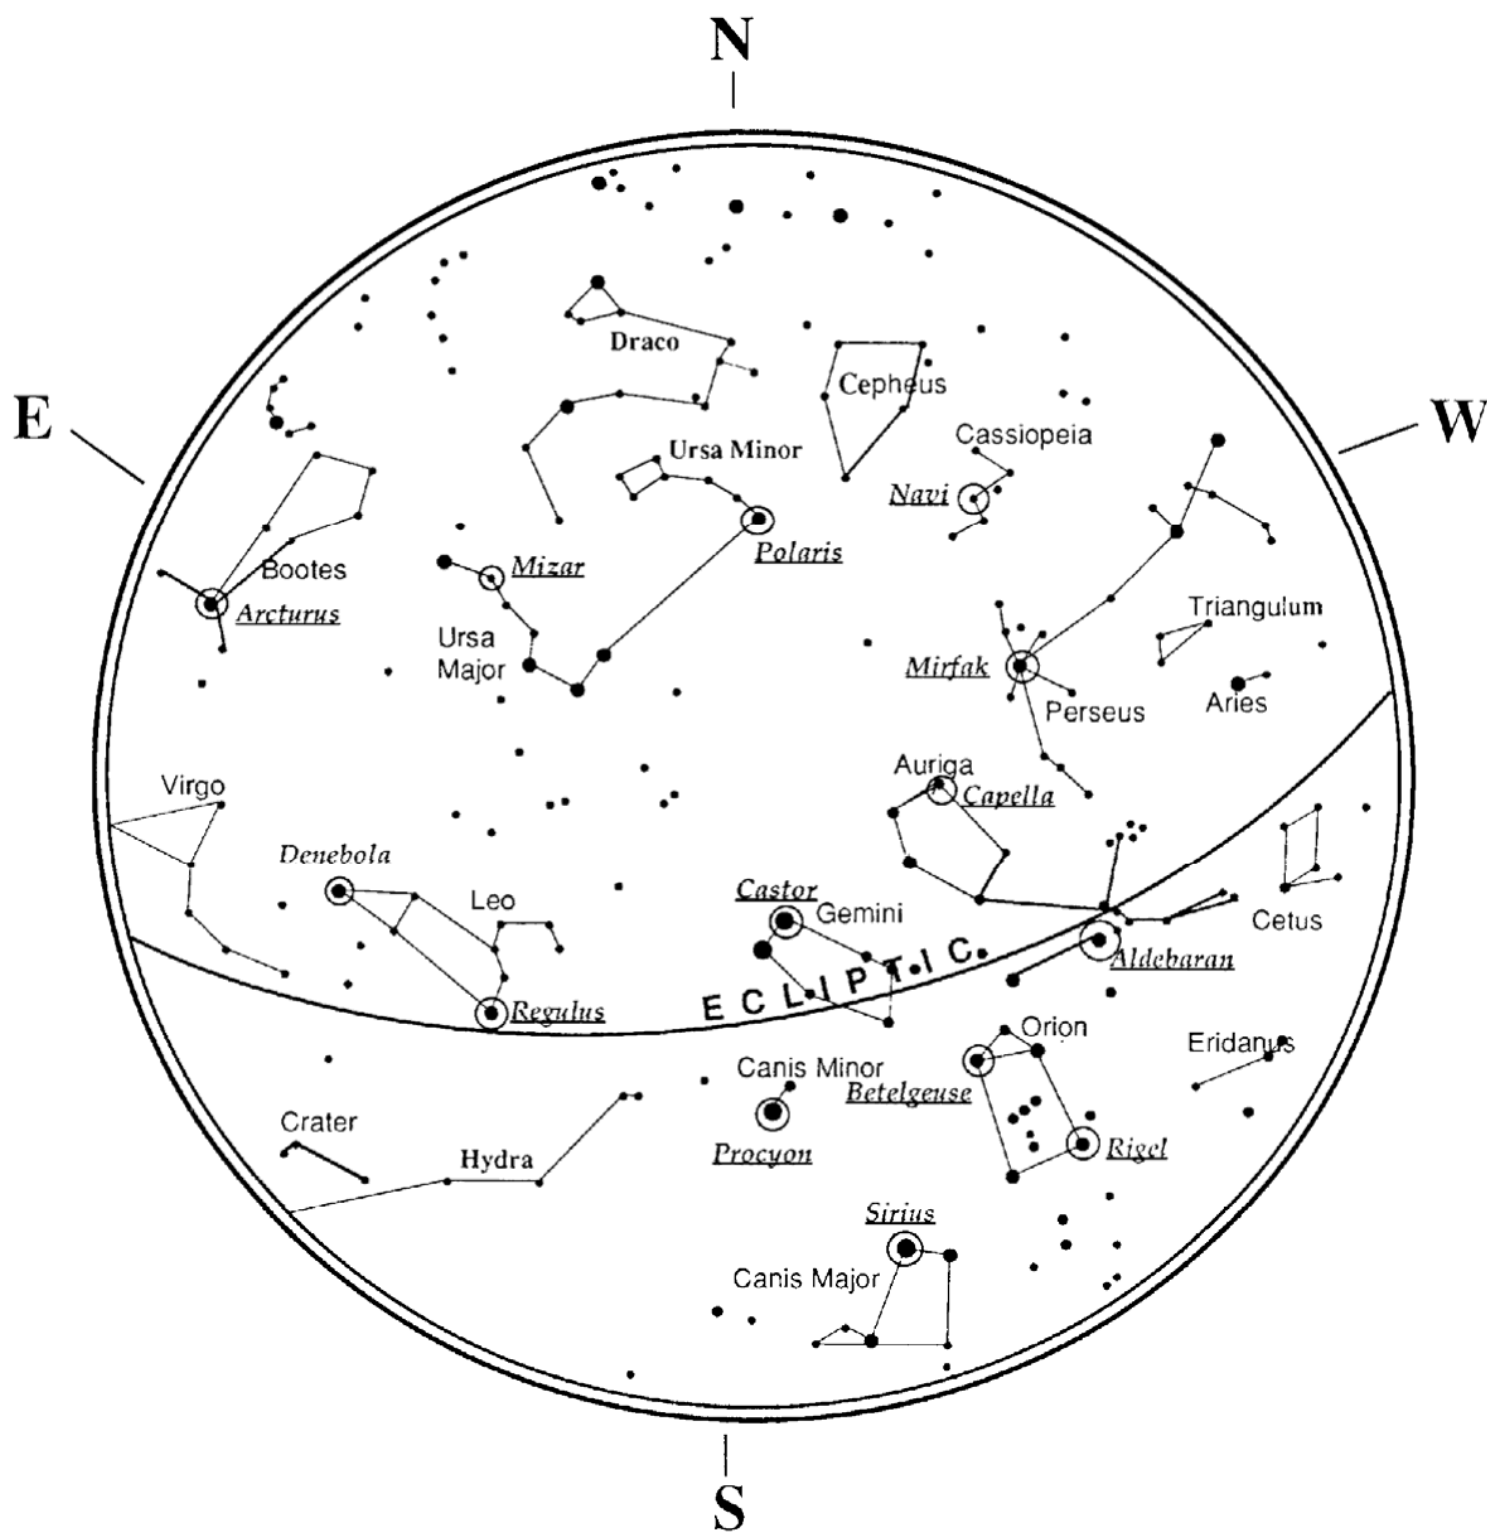 N
Draco
Cepheus
E
W
Cassiopeia
Ursa Minor
Navi
Polaris
Mizar
Bootes
Arcturus
Triangulum
Ursa
Major
Mirfak
Aries
Perseus
Auriga
Virgo
Capella
Denebola
Castor
Leo
Gemini
Cetus
ECLIPTIC
Aldebaran
Regulus
Orion
Eridanus
Canis Minor
Betelgeuse
Crater
Hydra
Procyon
Rigel
Sirius
Canis Major
S